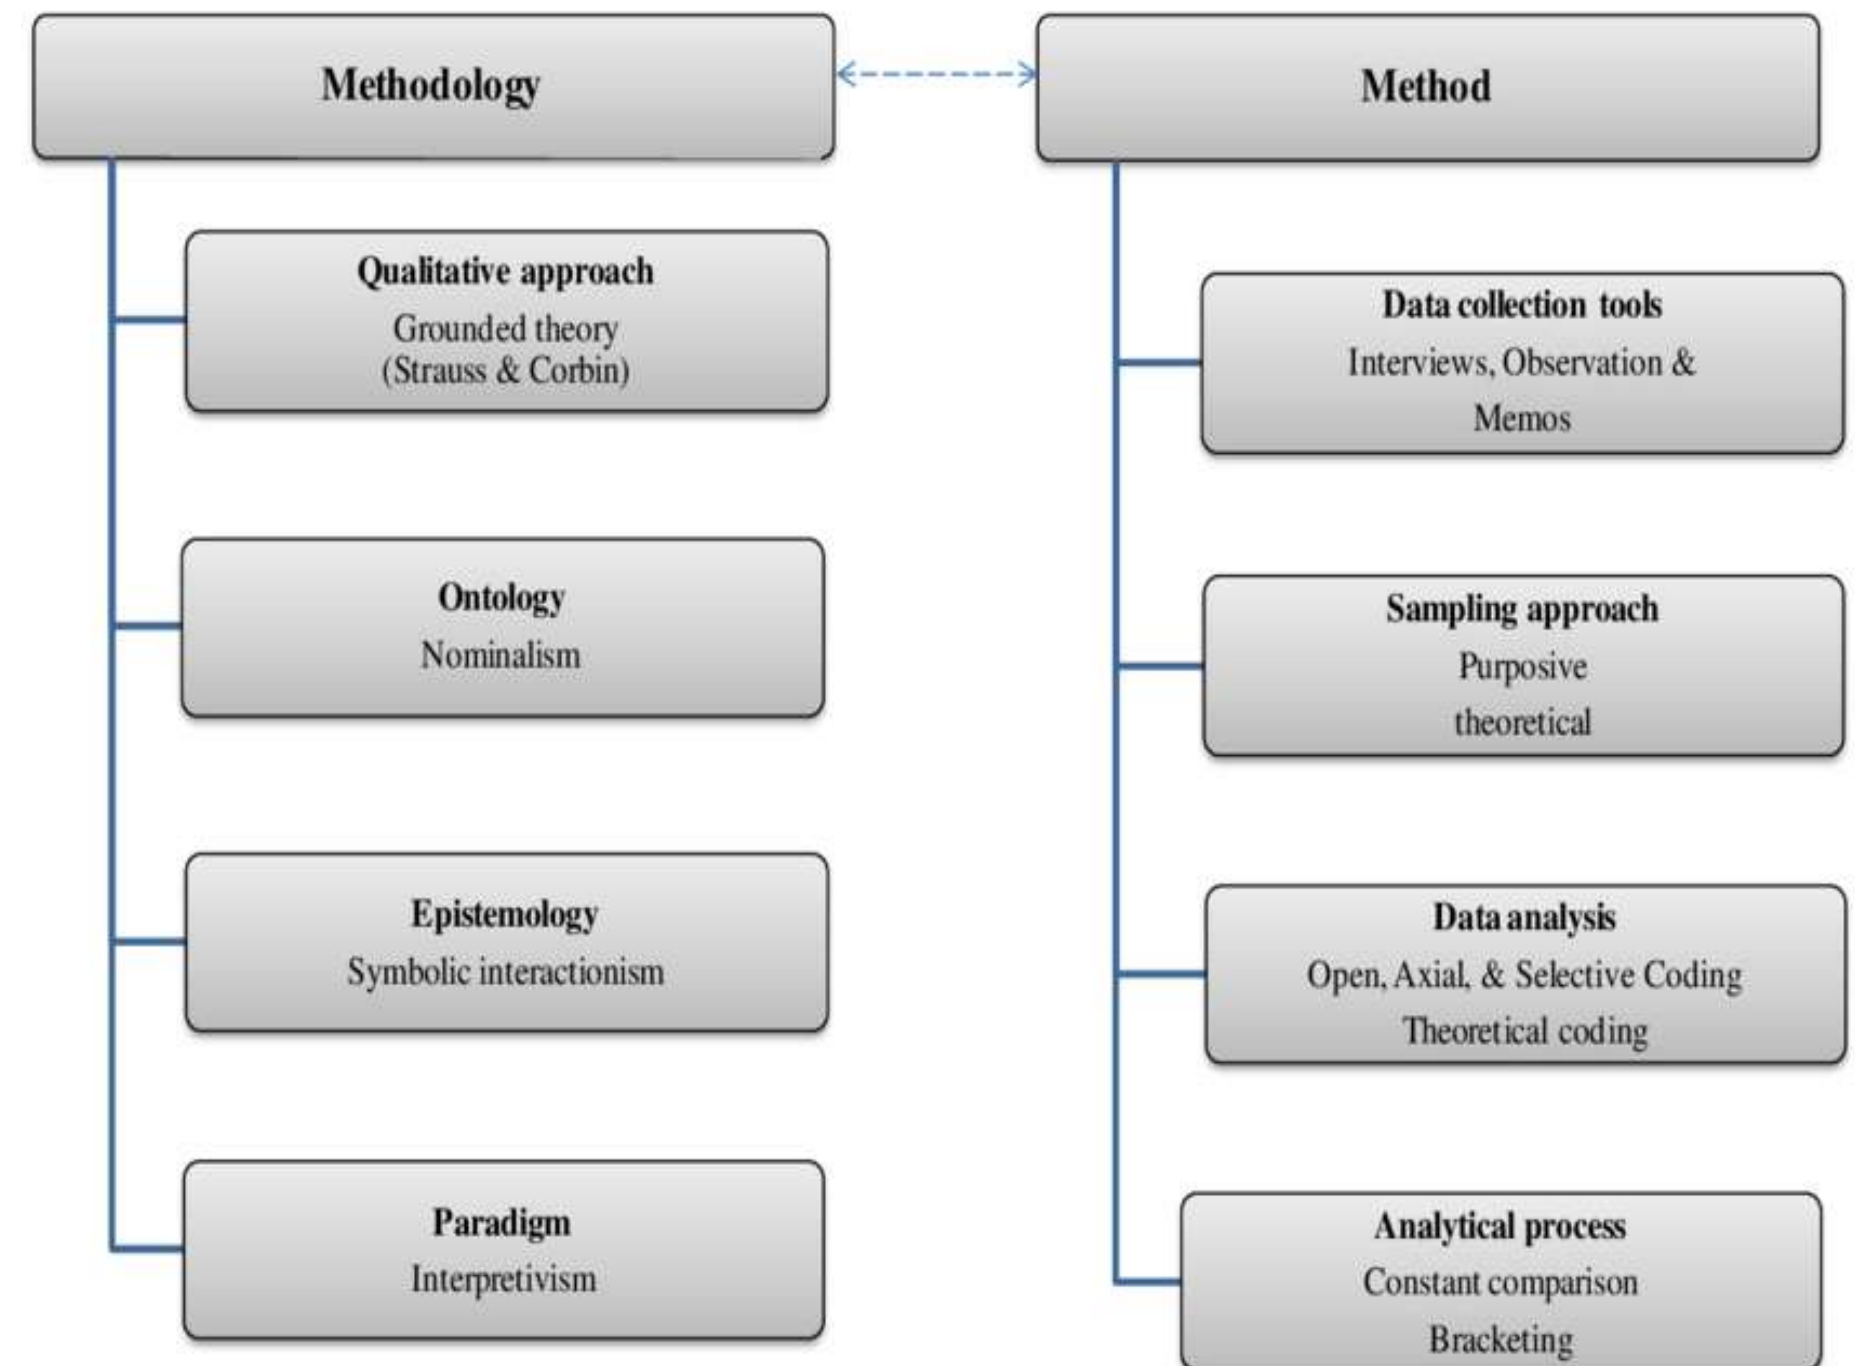 Methodology
Qualitative approach
Grounded theory
(Strauss & Corbin)
Ontology
Nominalism
Epistemology
Symbolic interactionism
Paradigm
Interpretivism
Method
Data collection tools
Interviews, Observation &
Memos
Sampling approach
Purposive
theoretical
Data analysis
Open, Axial, & Selective Coding
Theoretical coding
Analytical process
Constant comparison
Bracketing